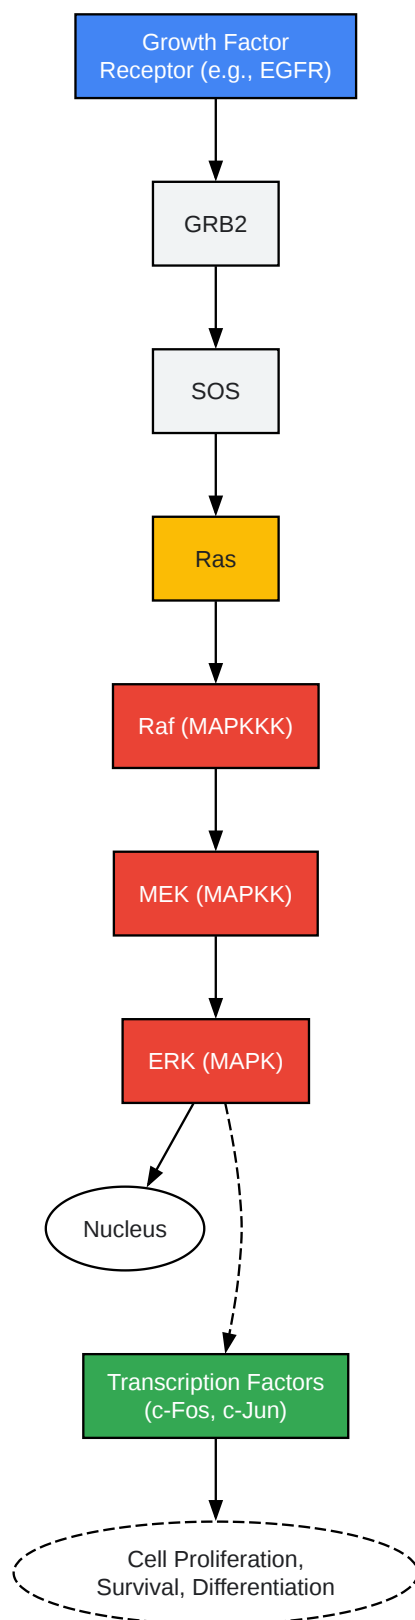 Growth Factor
Receptor (e.g., EGFR)
GRB2
SOS
Ras
Raf (MAPKKK)
MEK (MAPKK)
ERK (MAPK)
Nucleus
Transcription Factors
(c-Fos, c-Jun)
Cell Proliferation,
Survival, Differentiation